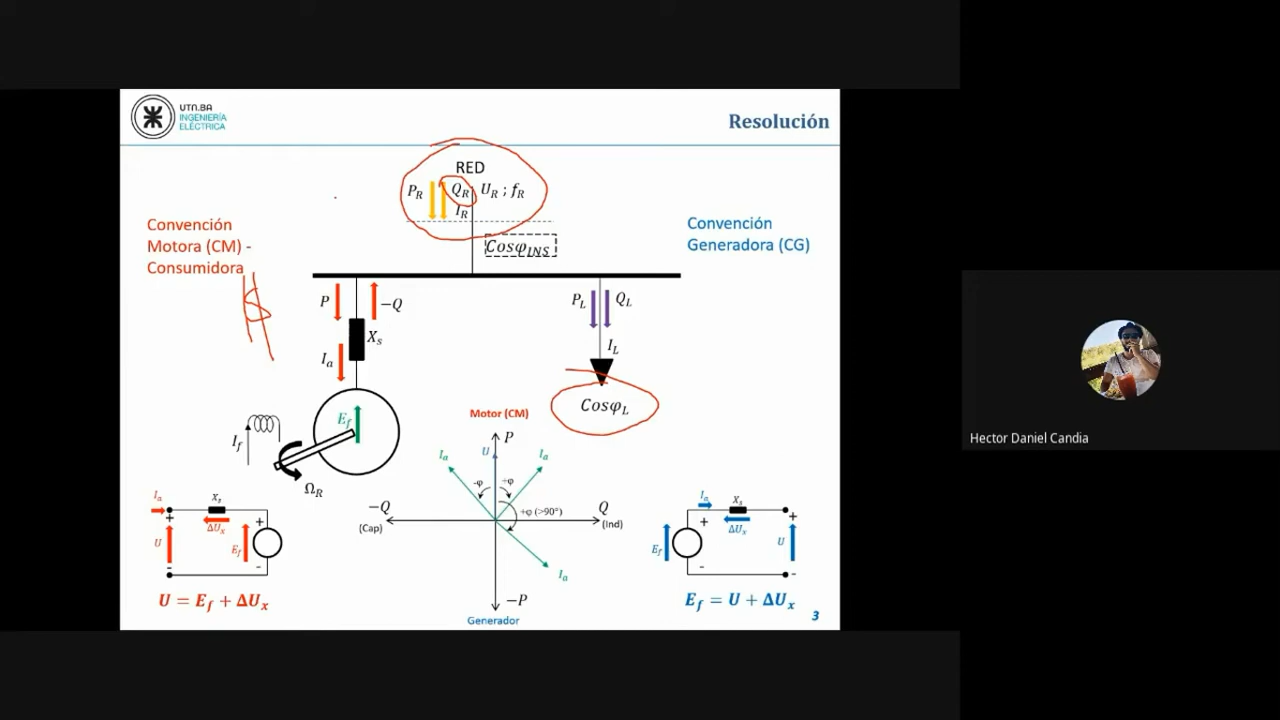 UTN.BA
INGENIERÍA
ELÉCTRICA
Resolución
RED
P_R Q_R U_R ; f_R
I_R
Convención
Motora (CM) -
Consumidora
Convención
Generadora (CG)
Cosφ_INS
P -Q
P_L Q_L
X_s
I_a
I_L
E_f
Cosφ_L
I_f
Ω_R
Motor (CM)
P
U
I_a I_a
-φ +φ
+φ (>90°)
−Q Q
(Cap) (Ind)
I_a
−P
Generador
I_a X_s
+ +
ΔU_x
U E_f
- -
U = E_f + ΔU_x
I_a X_s
+ +
ΔU_x
E_f U
- -
E_f = U + ΔU_x
3
Hector Daniel Candia